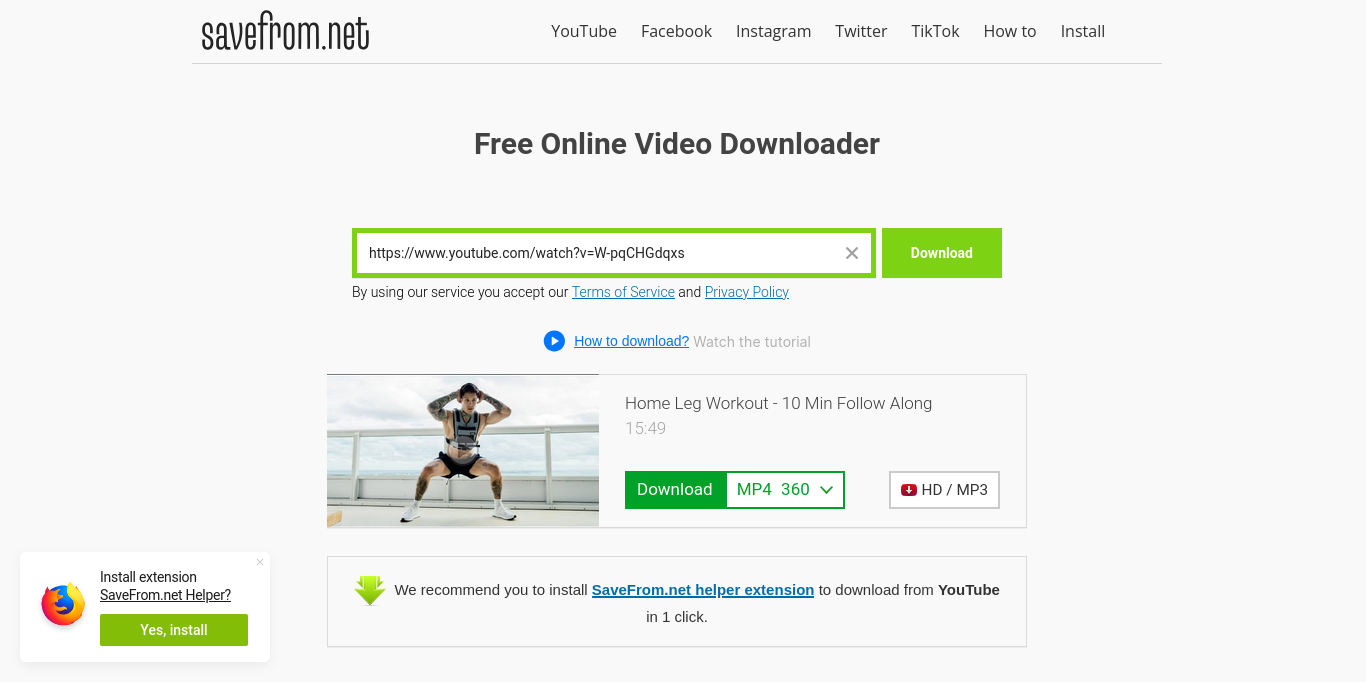 savefrom.net
YouTube Facebook Instagram Twitter TikTok How to Install
Free Online Video Downloader
https://www.youtube.com/watch?v=W-pqCHGdqxs
Download
By using our service you accept our Terms of Service and Privacy Policy
How to download? Watch the tutorial
Home Leg Workout - 10 Min Follow Along
15:49
Download MP4 360
HD / MP3
We recommend you to install SaveFrom.net helper extension to download from YouTube
in 1 click.
Install extension
SaveFrom.net Helper?
Yes, install